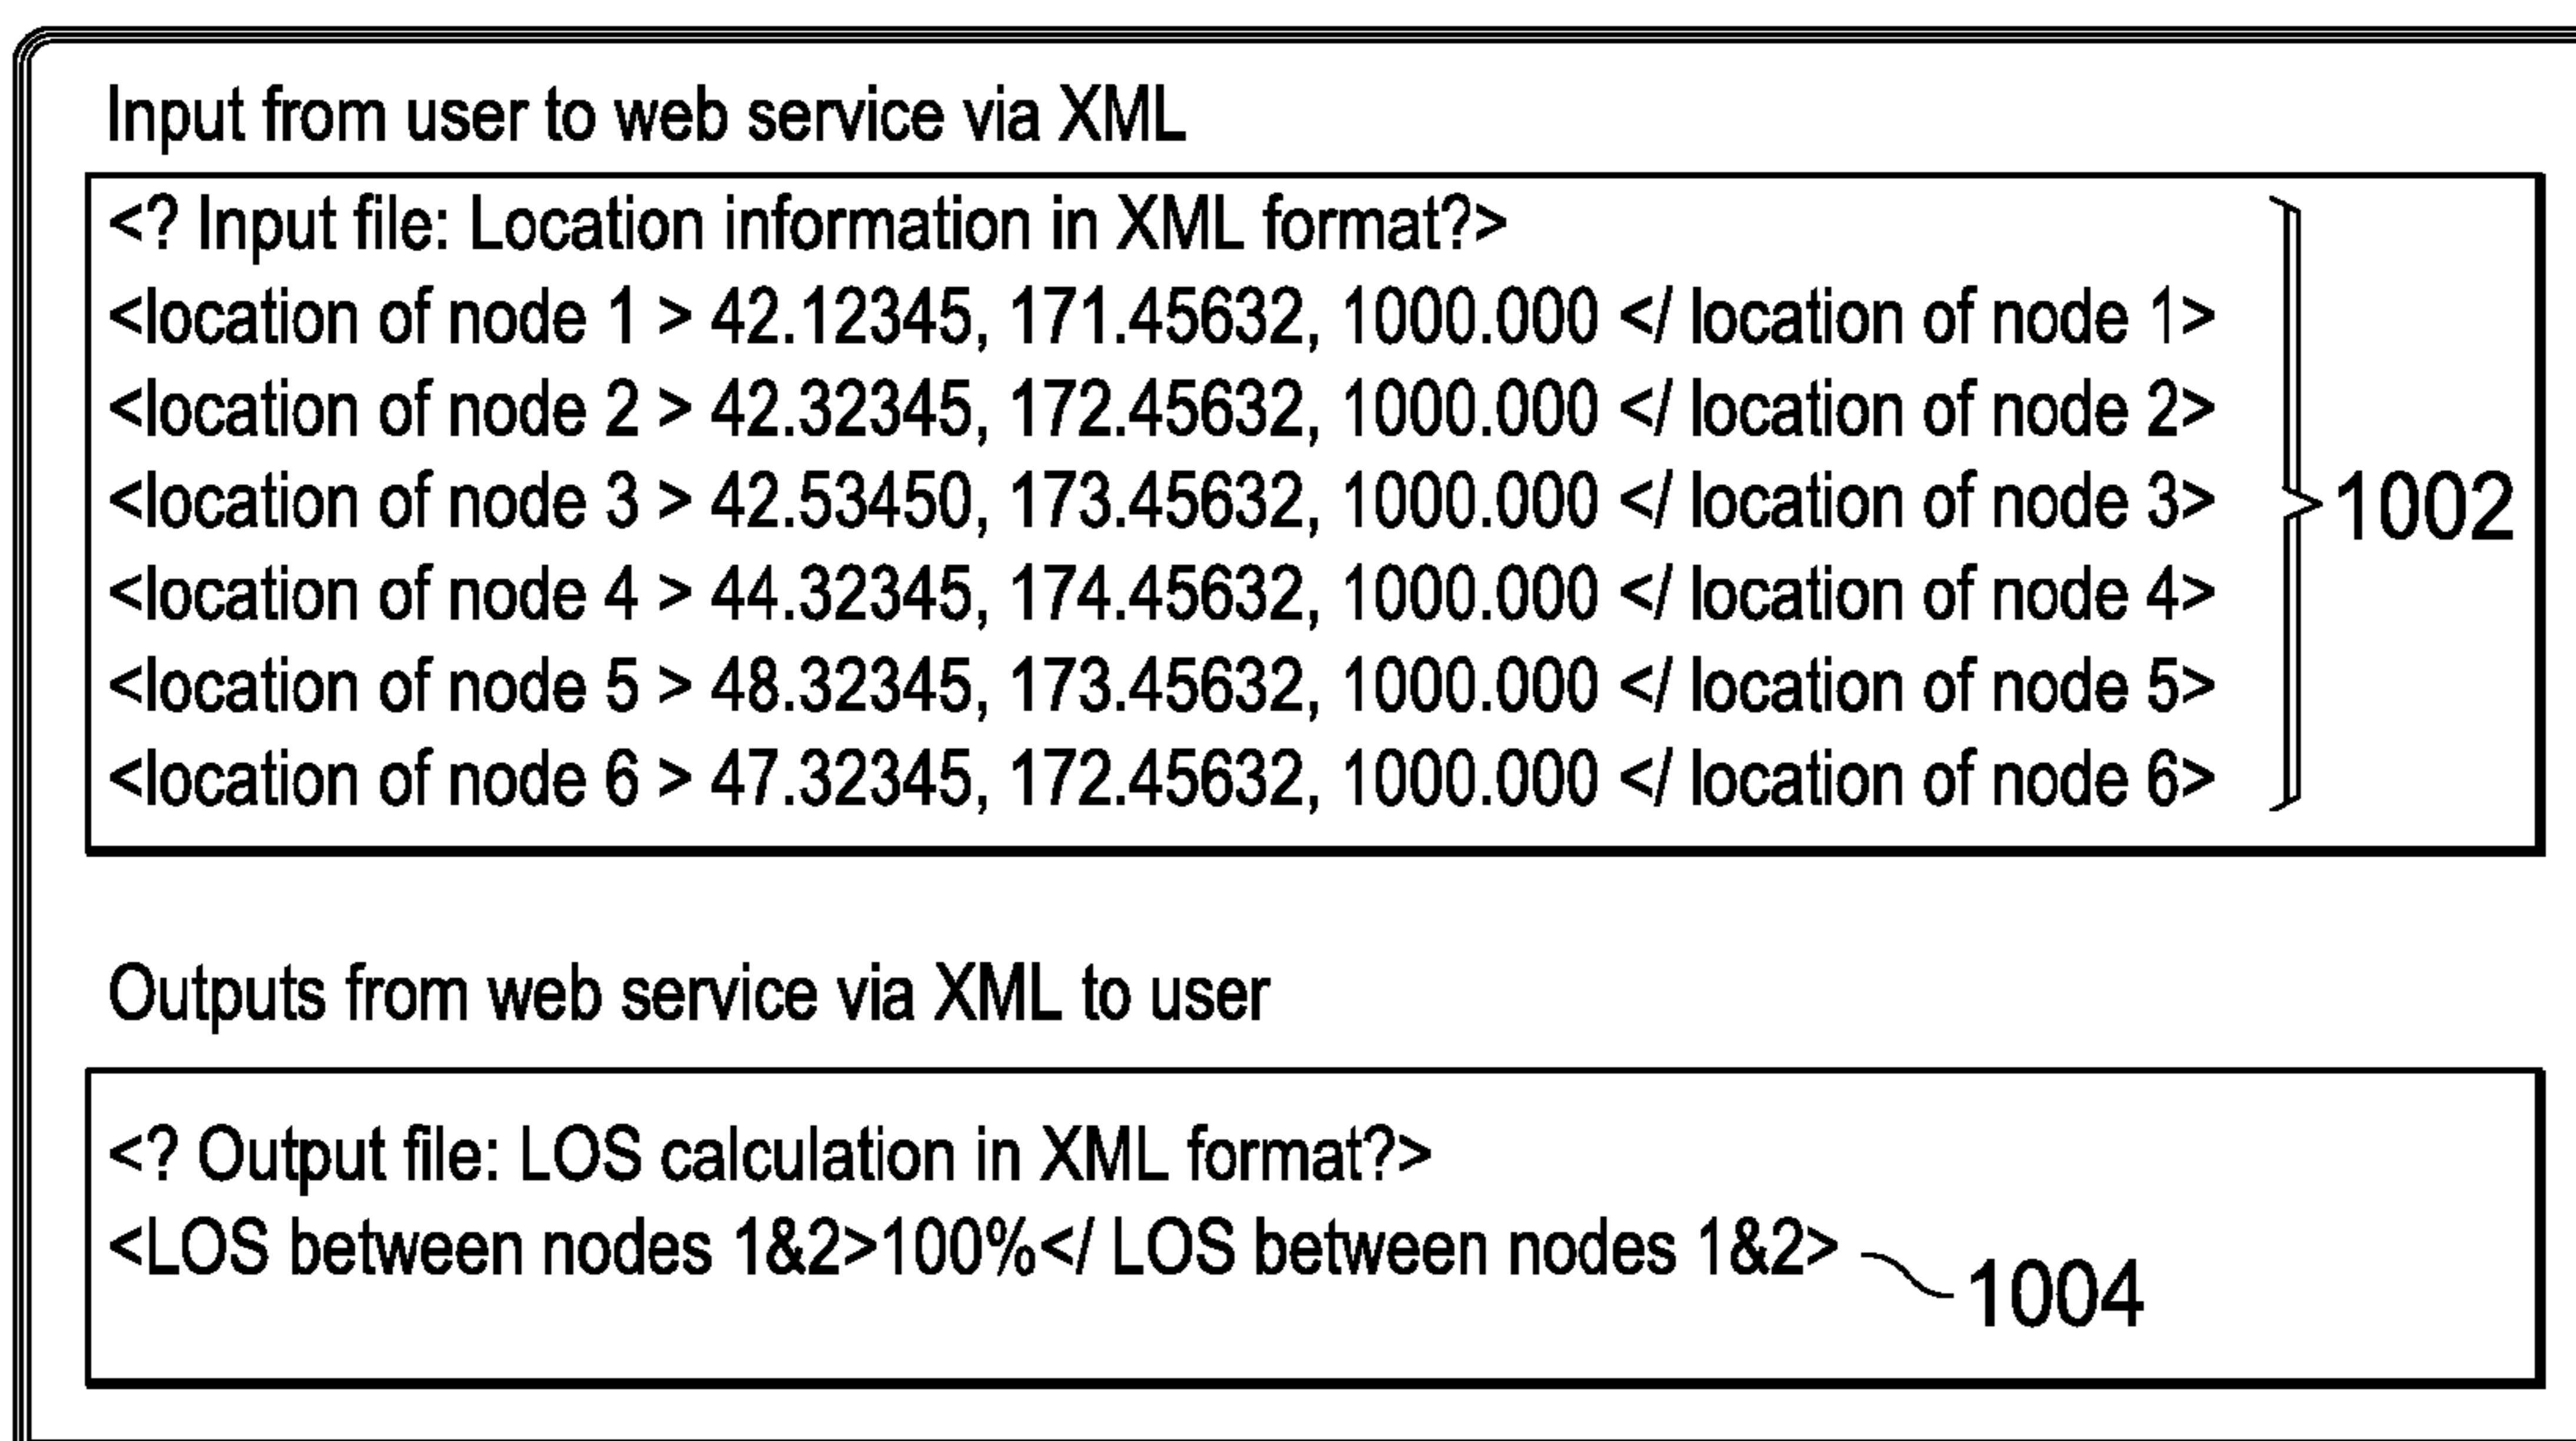 Input from user to web service via XML
<? Input file: Location information in XML format?>
<location of node 1 > 42.12345, 171.45632, 1000.000 </ location of node 1>
<location of node 2 > 42.32345, 172.45632, 1000.000 </ location of node 2>
<location of node 3 > 42.53450, 173.45632, 1000.000 </ location of node 3>
1002
<location of node 4 > 44.32345, 174.45632, 1000.000 </ location of node 4>
<location of node 5 > 48.32345, 173.45632, 1000.000 </ location of node 5>
<location of node 6 > 47.32345, 172.45632, 1000.000 </ location of node 6>
Outputs from web service via XML to user
<? Output file: LOS calculation in XML format?>
<LOS between nodes 1&2>100%</ LOS between nodes 1&2>
1004